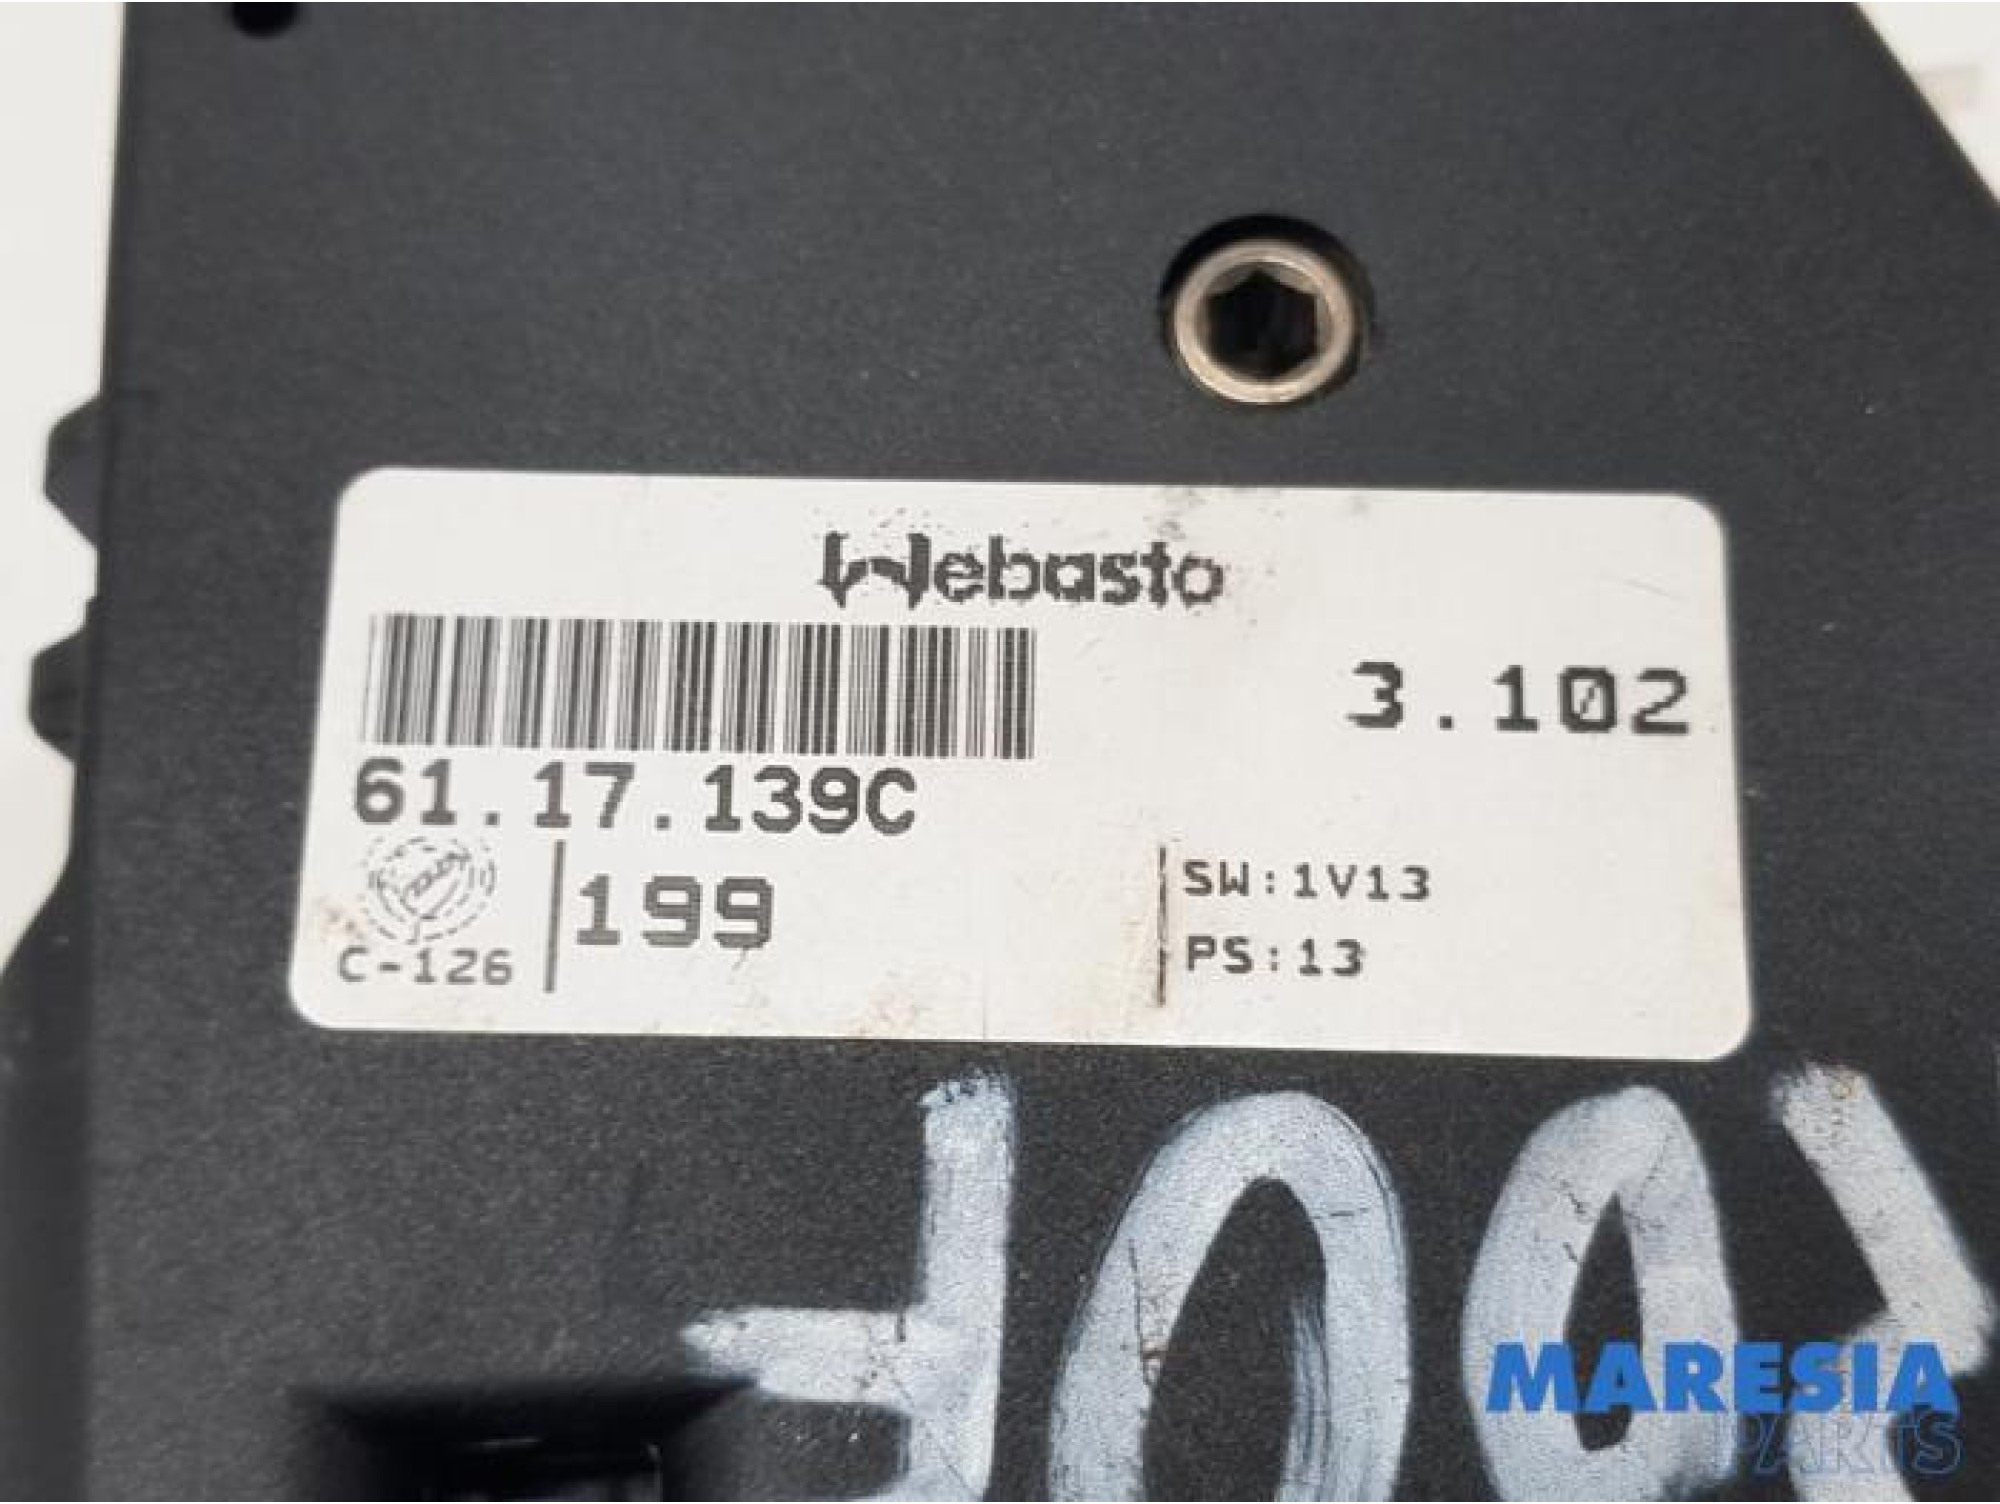 Webasto
3.102
61.17.139C
C-126
199
SW:1V13
PS:13
MARESIA
PARTS